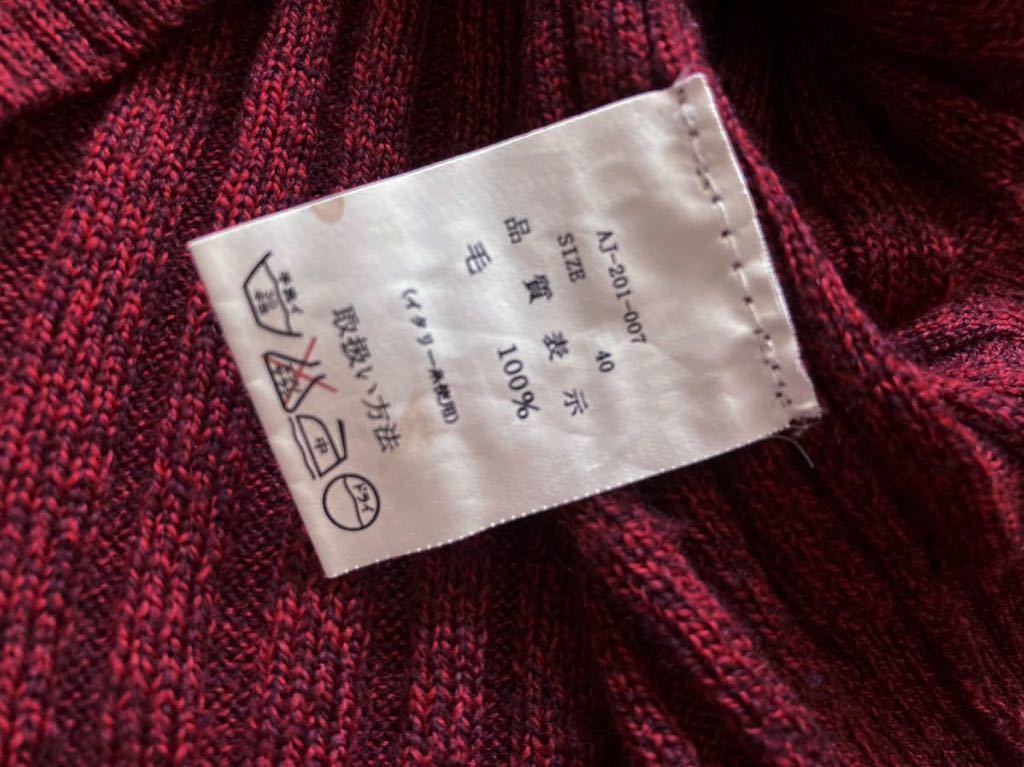 AJ-201-007
SIZE 40
品質表示
毛 100%
(イタリー糸使用)
取扱い方法
手洗イ
中
ドライ